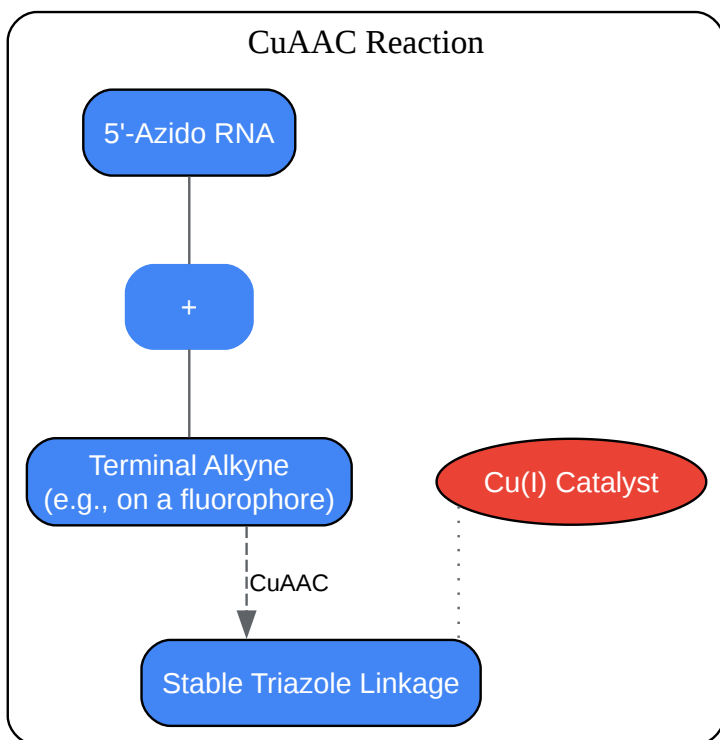 CuAAC Reaction
5'-Azido RNA
+
Terminal Alkyne
(e.g., on a fluorophore)
Cu(I) Catalyst
CuAAC
Stable Triazole Linkage